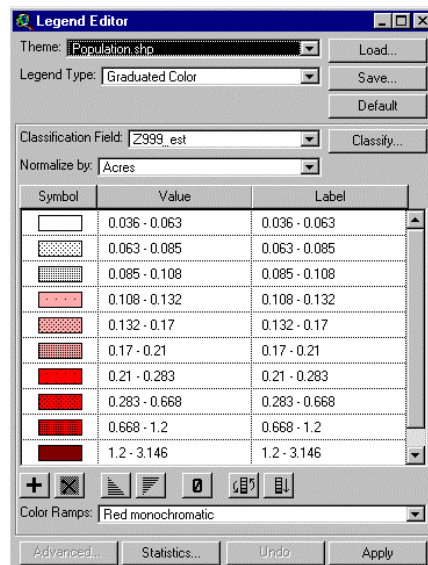 Legend Editor
Theme: Population.shp Load...
Legend Type: Graduated Color Save...
Default
Classification Field: Z999_est Classify...
Normalize by: Acres
Symbol Value Label
0.036 - 0.063 0.036 - 0.063
0.063 - 0.085 0.063 - 0.085
0.085 - 0.108 0.085 - 0.108
0.108 - 0.132 0.108 - 0.132
0.132 - 0.17 0.132 - 0.17
0.17 - 0.21 0.17 - 0.21
0.21 - 0.283 0.21 - 0.283
0.283 - 0.668 0.283 - 0.668
0.668 - 1.2 0.668 - 1.2
1.2 - 3.146 1.2 - 3.146
Color Ramps: Red monochromatic
Advanced... Statistics... Undo Apply